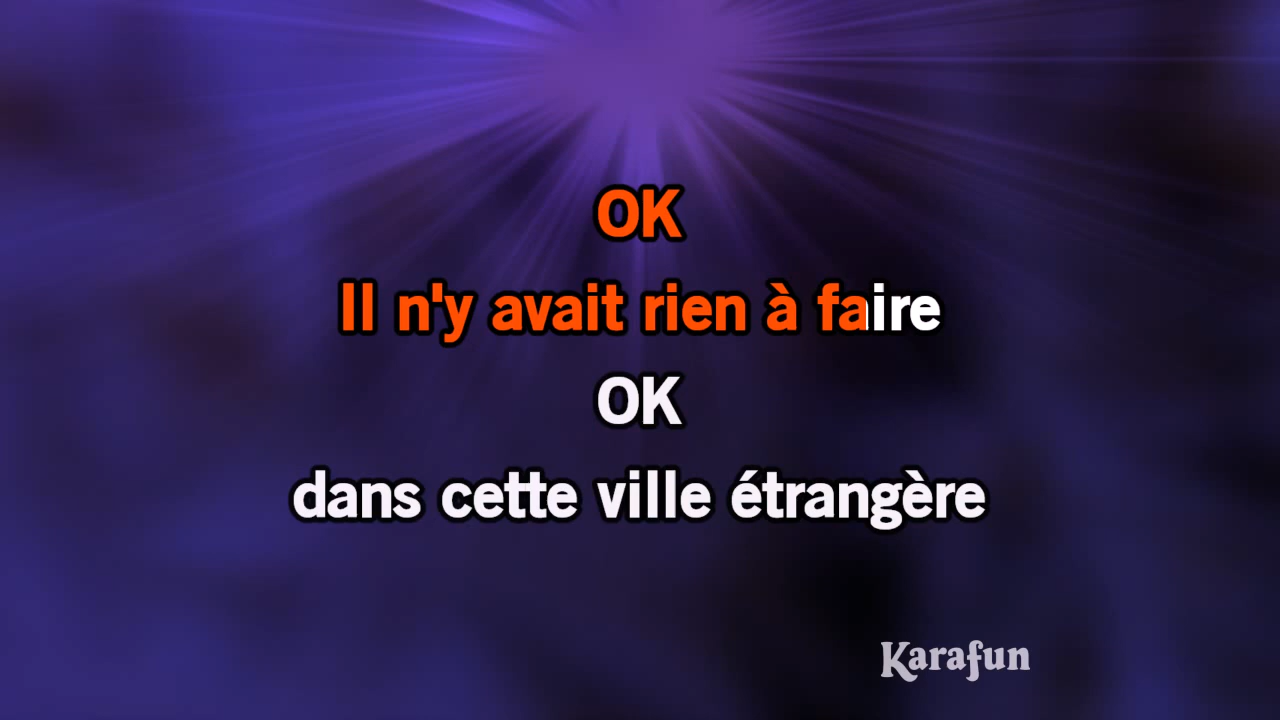 OK
Il n'y avait rien à faire
OK
dans cette ville étrangère
Karafun